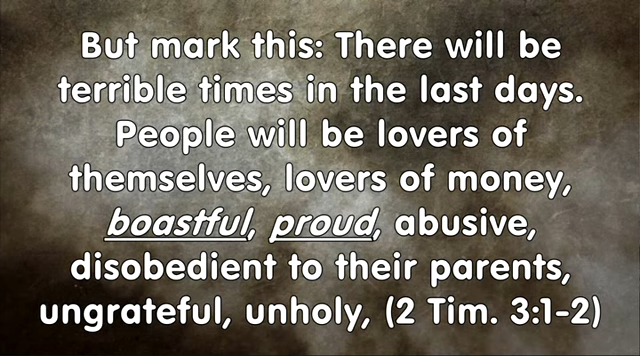 But mark this: There will be
terrible times in the last days.
People will be lovers of
themselves, lovers of money,
boastful, proud, abusive,
disobedient to their parents,
ungrateful, unholy, (2 Tim. 3:1-2)